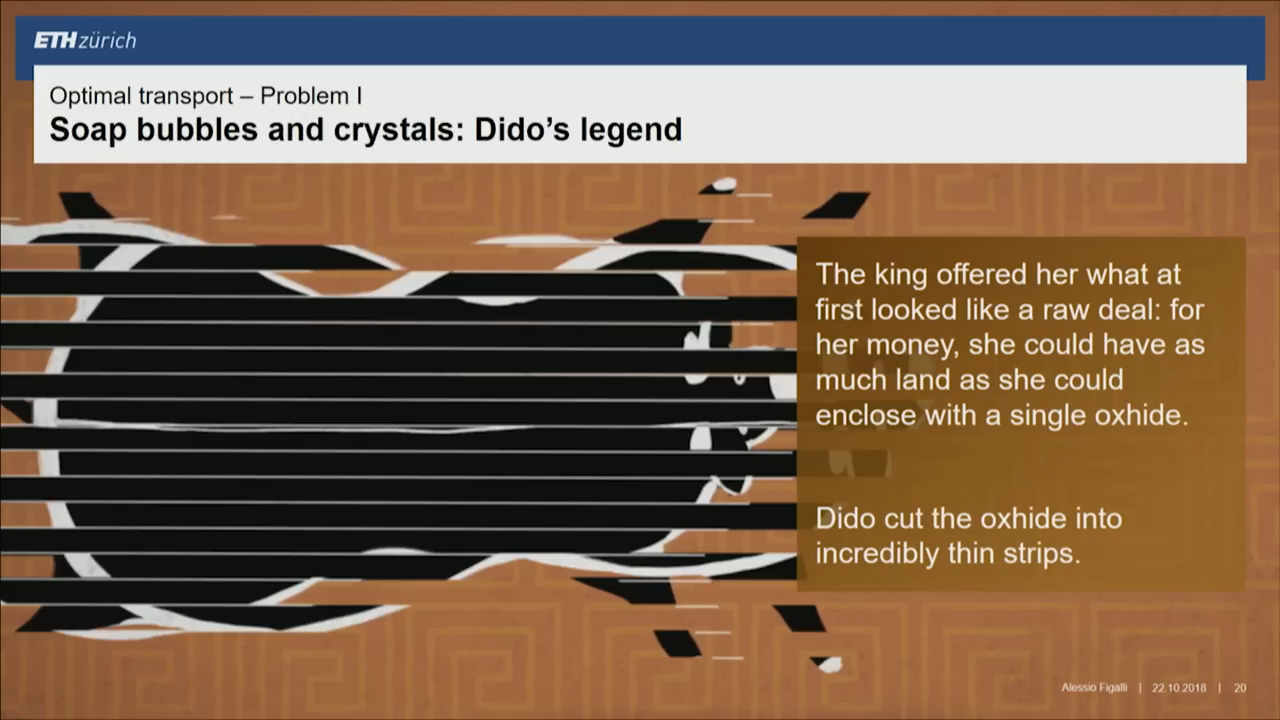 ETH zürich
Optimal transport – Problem I
Soap bubbles and crystals: Dido’s legend
The king offered her what at
first looked like a raw deal: for
her money, she could have as
much land as she could
enclose with a single oxhide.
Dido cut the oxhide into
incredibly thin strips.
Alessio Figalli | 22.10.2018 | 20